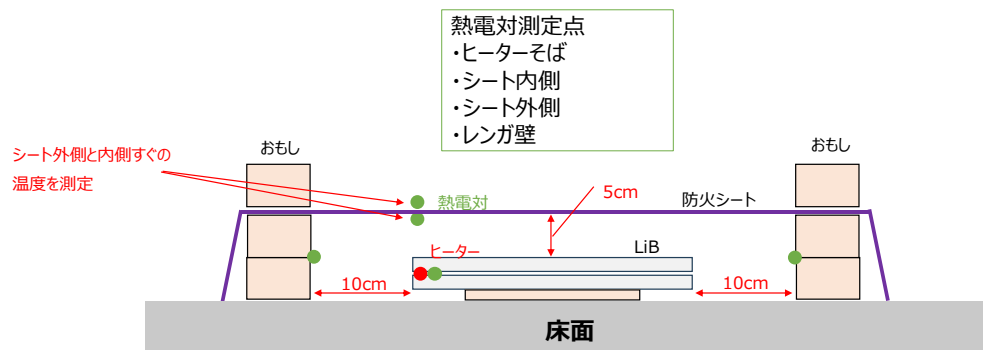 熱電対測定点
・ヒーターそば
・シート内側
・シート外側
・レンガ壁
シート外側と内側すぐの
温度を測定
おもし
おもし
熱電対
5cm
防火シート
ヒーター
LiB
10cm
10cm
床面